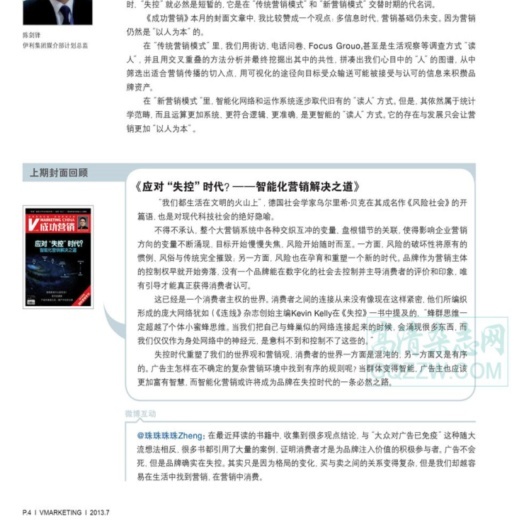 时, “失控” 就必然是短暂的, 它是在 “传统营销模式” 和 “新营销模式” 交替时期的代名词。
《成功营销》本月的封面文章中, 我比较赞成一个观点: 多信息时代, 营销基础仍未变, 因为营销
仍然是 “以人为本” 。
陈剑锋
伊利集团媒介部计划总监
在 “传统营销模式” 里, 我们用街访、电话问卷、Focus Grouo,甚至是生活观察等调查方式 “读
人” , 并且用交叉重叠的方法分析并最终挖掘出其中的共性, 拼凑出我们心目中的 “人” 的图谱, 从中
筛选出适合营销传播的切入点, 用可视化的途径向目标受众输送可能被接受与认可的信息来积攒品
牌资产。
在 “新营销模式” 里, 智能化网络和运作系统逐步取代旧有的 “读人” 方式, 但是, 其依然属于统计
学范畴, 而且运算更加系统、更符合逻辑、更准确, 是更智能的 “读人” 方式, 它的存在与发展只会让营
销更加 “以人为本” 。
上期封面回顾
《应对 “失控” 时代? ——智能化营销解决之道》
“我们都生活在文明的火山上” , 德国社会学家乌尔里希·贝克在其成名作《风险社会》的开
篇语, 也是对现代科技社会的绝好隐喻。
不得不承认, 整个大营销系统中各种交织互冲的变量, 盘根错节的关联, 使得影响企业营销
方向的变量不断涌现, 目标开始慢慢失焦, 风险开始随时而至。一方面, 风险的破坏性将原有的
惯例、风俗与传统完全摧毁; 另一方面, 风险也在孕育和重塑一个新的时代。品牌作为营销主体
的控制权早就开始旁落, 没有一个品牌能在数字化的社会去控制并主导消费者的评价和印象, 唯
有引导才能真正获得消费者认可。
这已经是一个消费者主权的世界, 消费者之间的连接从来没有像现在这样紧密, 他们所编织
形成的庞大网络犹如（《连线》杂志创始主编Kevin Kelly在《失控》一书中提及的, “蜂群思维一
定超越了个体小蜜蜂思维。当我们把自己与蜂巢似的网络连接起来的时候, 会涌现很多东西, 而
我们仅仅作为身处网络中的神经元, 是意料不到和控制不了这些的。”
失控时代重塑了我们的世界观和营销观, 消费者的世界一方面是混沌的, 另一方面又是有序
的。广告主怎样在不确定的复杂营销环境中找到有序的规则呢? 当群体变得智能, 广告主也应该
更加富有智慧, 而智能化营销或许将成为品牌在失控时代的一条必然之路。
V成功营销
应对“失控”时代?
智能化营销解决之道
高清杂志网
GQZZW.COM
微博互动
@珠珠珠珠Zheng: 在最近拜读的书籍中, 收集到很多观点结论, 与 “大众对广告已免疫” 这种随大
流想法相反, 很多书都引用了大量的案例, 证明消费者才是为品牌注入价值的积极参与者。广告不会
死, 但是品牌确实在失控。其实只是因为格局的变化, 买与卖之间的关系变得复杂, 但是我们却越容
易在生活中找到营销, 在营销中消费。
P.4 | VMARKETING | 2013.7